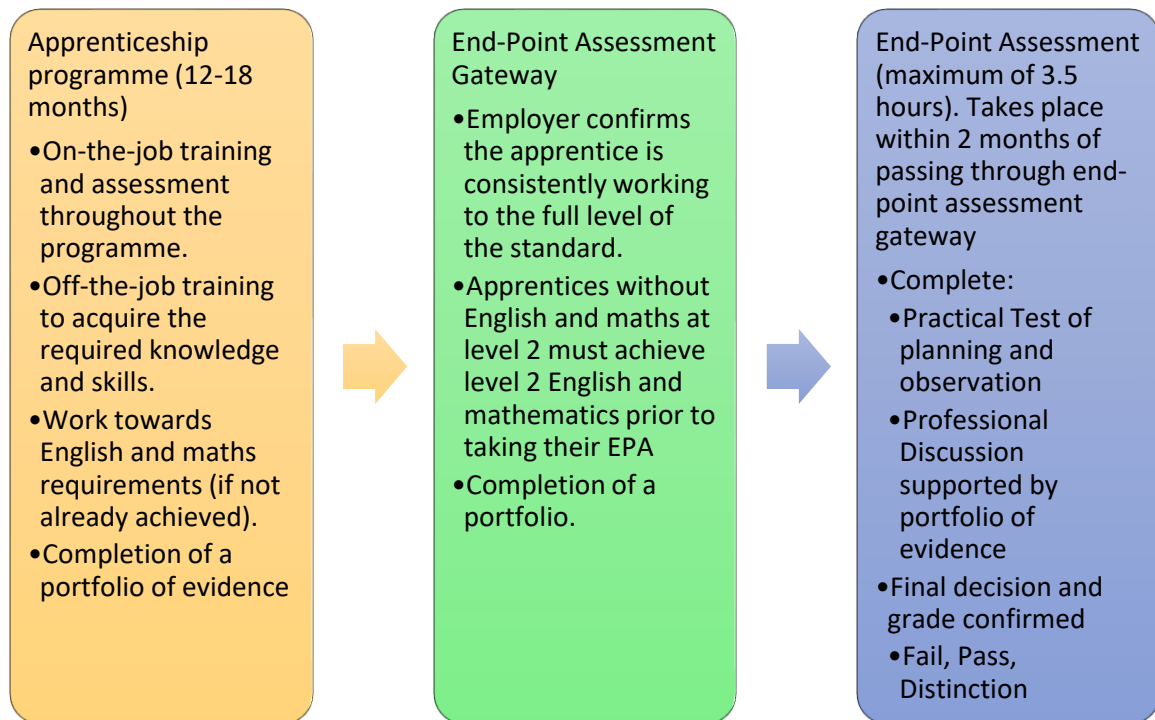 Apprenticeship
programme (12-18
months)
•On-the-job training
and assessment
throughout the
programme.
•Off-the-job training
to acquire the
required knowledge
and skills.
•Work towards
English and maths
requirements (if not
already achieved).
•Completion of a
portfolio of evidence
End-Point Assessment
Gateway
•Employer confirms
the apprentice is
consistently working
to the full level of
the standard.
•Apprentices without
English and maths at
level 2 must achieve
level 2 English and
mathematics prior to
taking their EPA
•Completion of a
portfolio.
End-Point Assessment
(maximum of 3.5
hours). Takes place
within 2 months of
passing through end-
point assessment
gateway
•Complete:
•Practical Test of
planning and
observation
•Professional
Discussion
supported by
portfolio of
evidence
•Final decision and
grade confirmed
•Fail, Pass,
Distinction